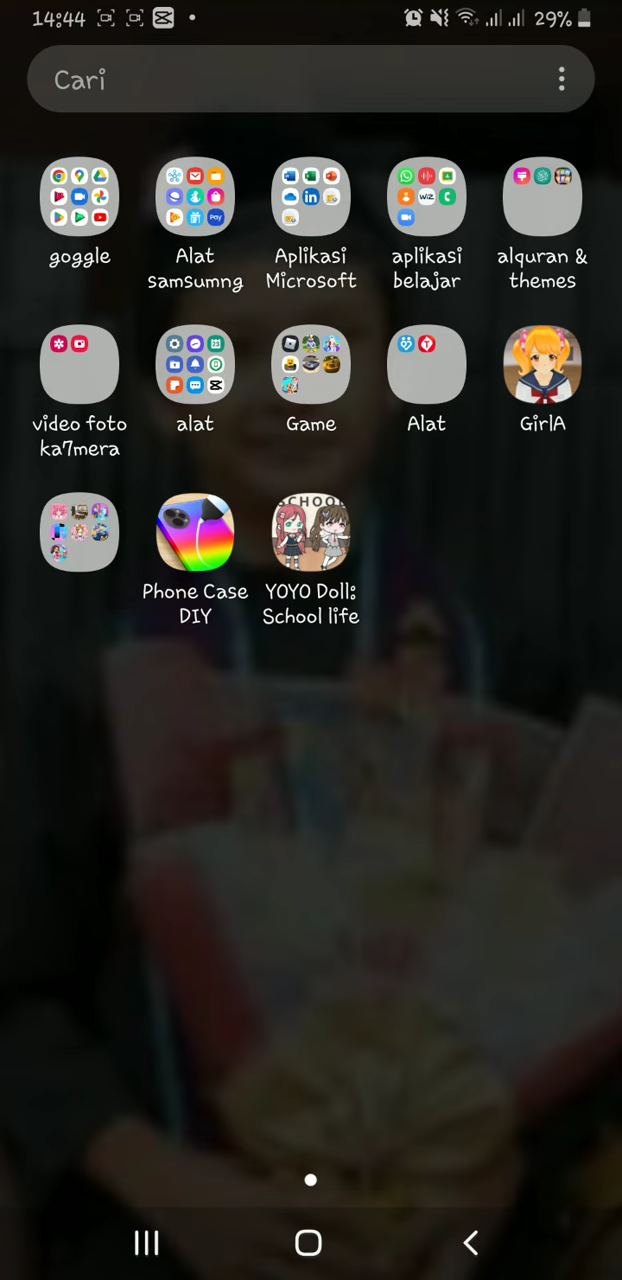 14:44
29%
Cari
goggle
Alat
samsumng
Aplikasi
Microsoft
aplikasi
belajar
alquran &
themes
video foto
ka7mera
alat
Game
Alat
GirlA
Phone Case
DIY
SCHOOL
YOYO Doll:
School life